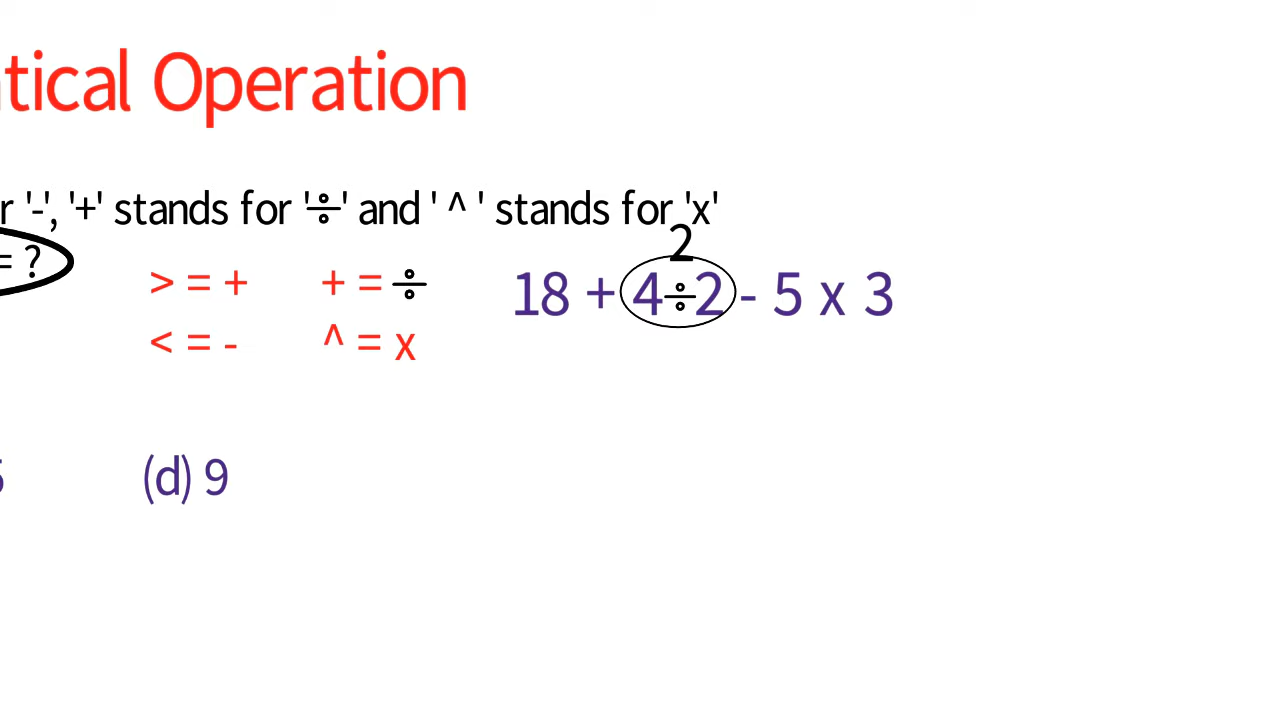 tical Operation
r '-', '+' stands for '÷' and ' ^ ' stands for 'x'
= ?
> = + + = ÷
< = - ^ = x
2
18 + 4÷2 - 5 x 3
(d) 9